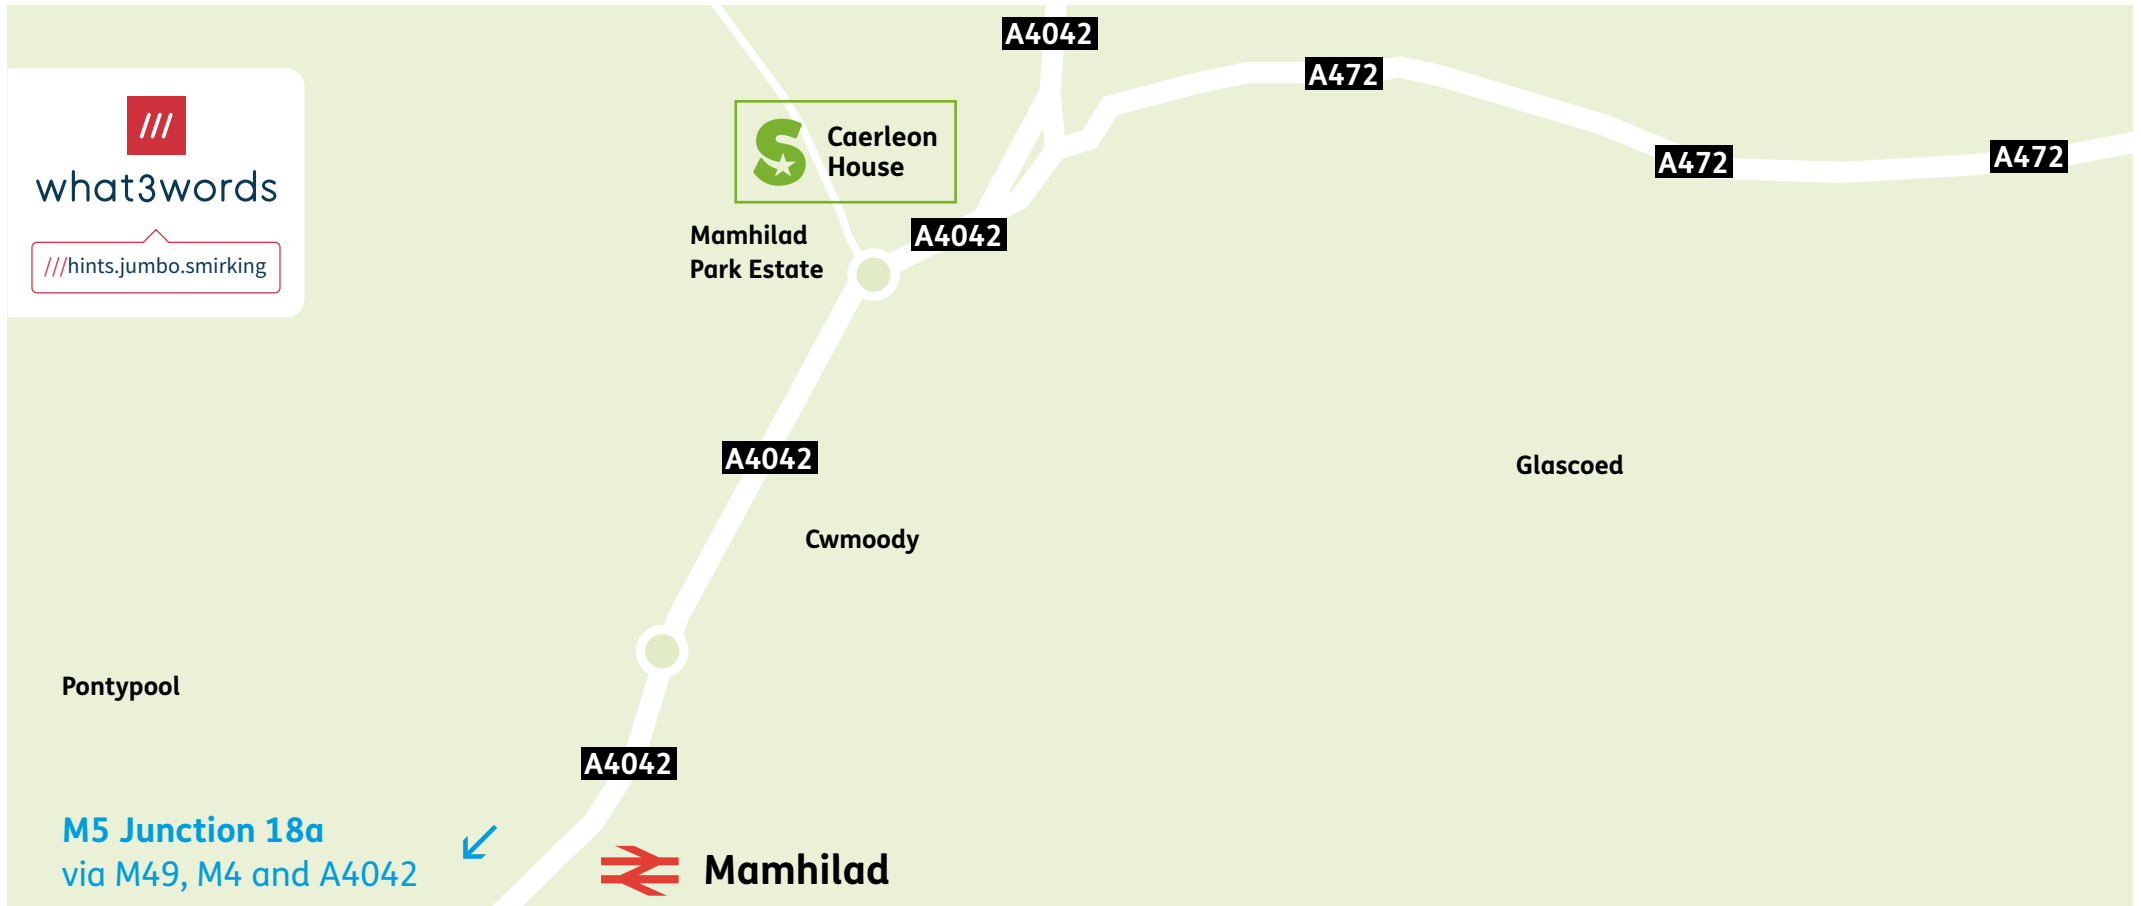 A4042
A472
what3words
///hints.jumbo.smirking
Caerleon
House
A472
A472
Mamhilad
Park Estate
A4042
A4042
Glascoed
Cwmoody
Pontypool
A4042
M5 Junction 18a
via M49, M4 and A4042
Mamhilad